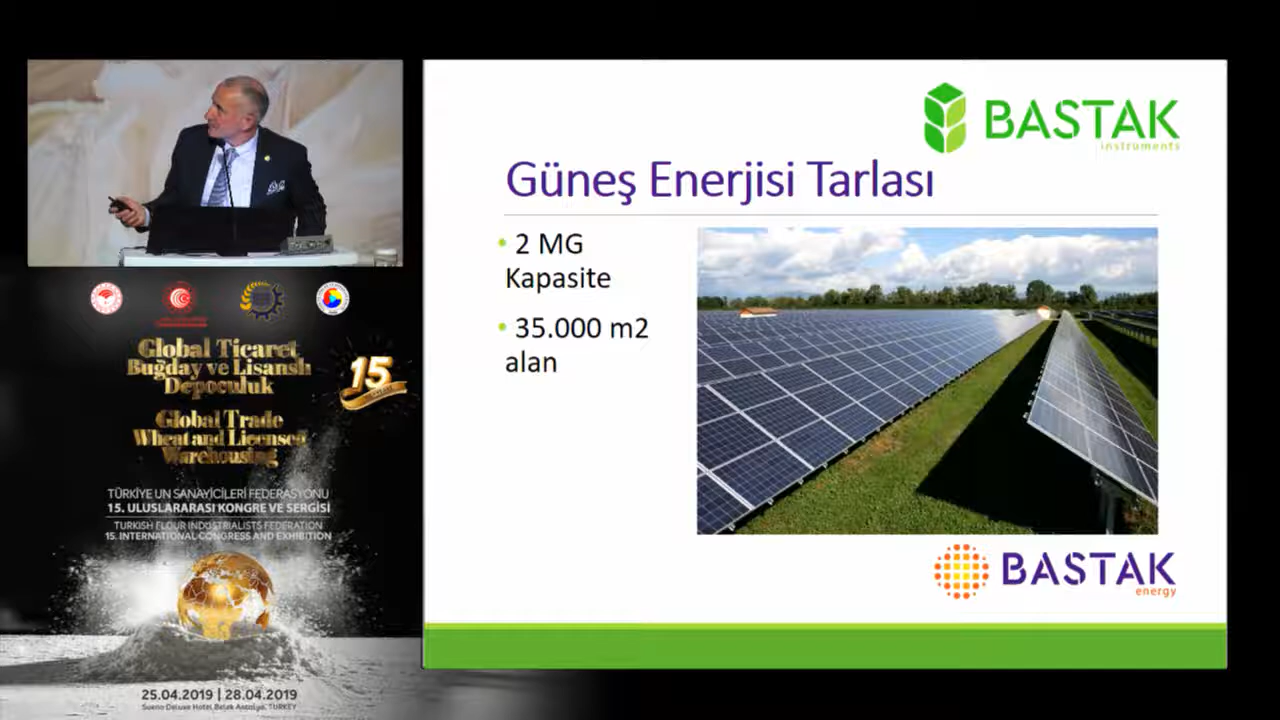 BASTAK
instruments
Güneş Enerjisi Tarlası
• 2 MG
Kapasite
• 35.000 m2
alan
BASTAK
energy
Global Ticaret
Buğday ve Lisanslı
Depoculuk
15
Global Trade
Wheat and Licensed
Warehousing
TÜRKİYE UN SANAYİCİLERİ FEDERASYONU
15. ULUSLARARASI KONGRE VE SERGİSİ
TURKISH FLOUR INDUSTRIALISTS FEDERATION
15. INTERNATIONAL CONGRESS AND EXHIBITION
25.04.2019 | 28.04.2019
Sueno Deluxe Hotel, Belek Antalya, TURKEY